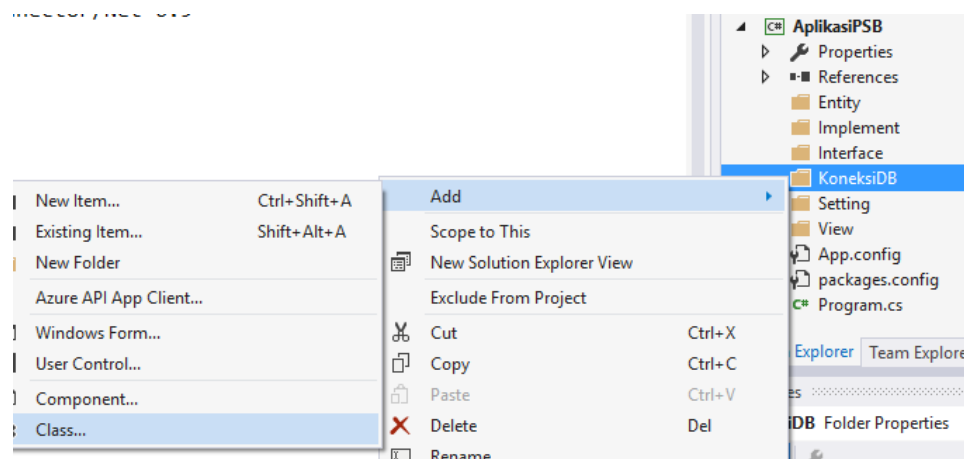 AplikasiPSB
Properties
References
Entity
Implement
Interface
KoneksiDB
Setting
View
App.config
packages.config
C# Program.cs
Explorer Team Explore
Folder Properties
Add
Scope to This
New Solution Explorer View
Exclude From Project
Cut Ctrl+X
Copy Ctrl+C
Paste Ctrl+V
Delete Del
Rename
New Item... Ctrl+Shift+A
Existing Item... Shift+Alt+A
New Folder
Azure API App Client...
Windows Form...
User Control...
Component...
Class...